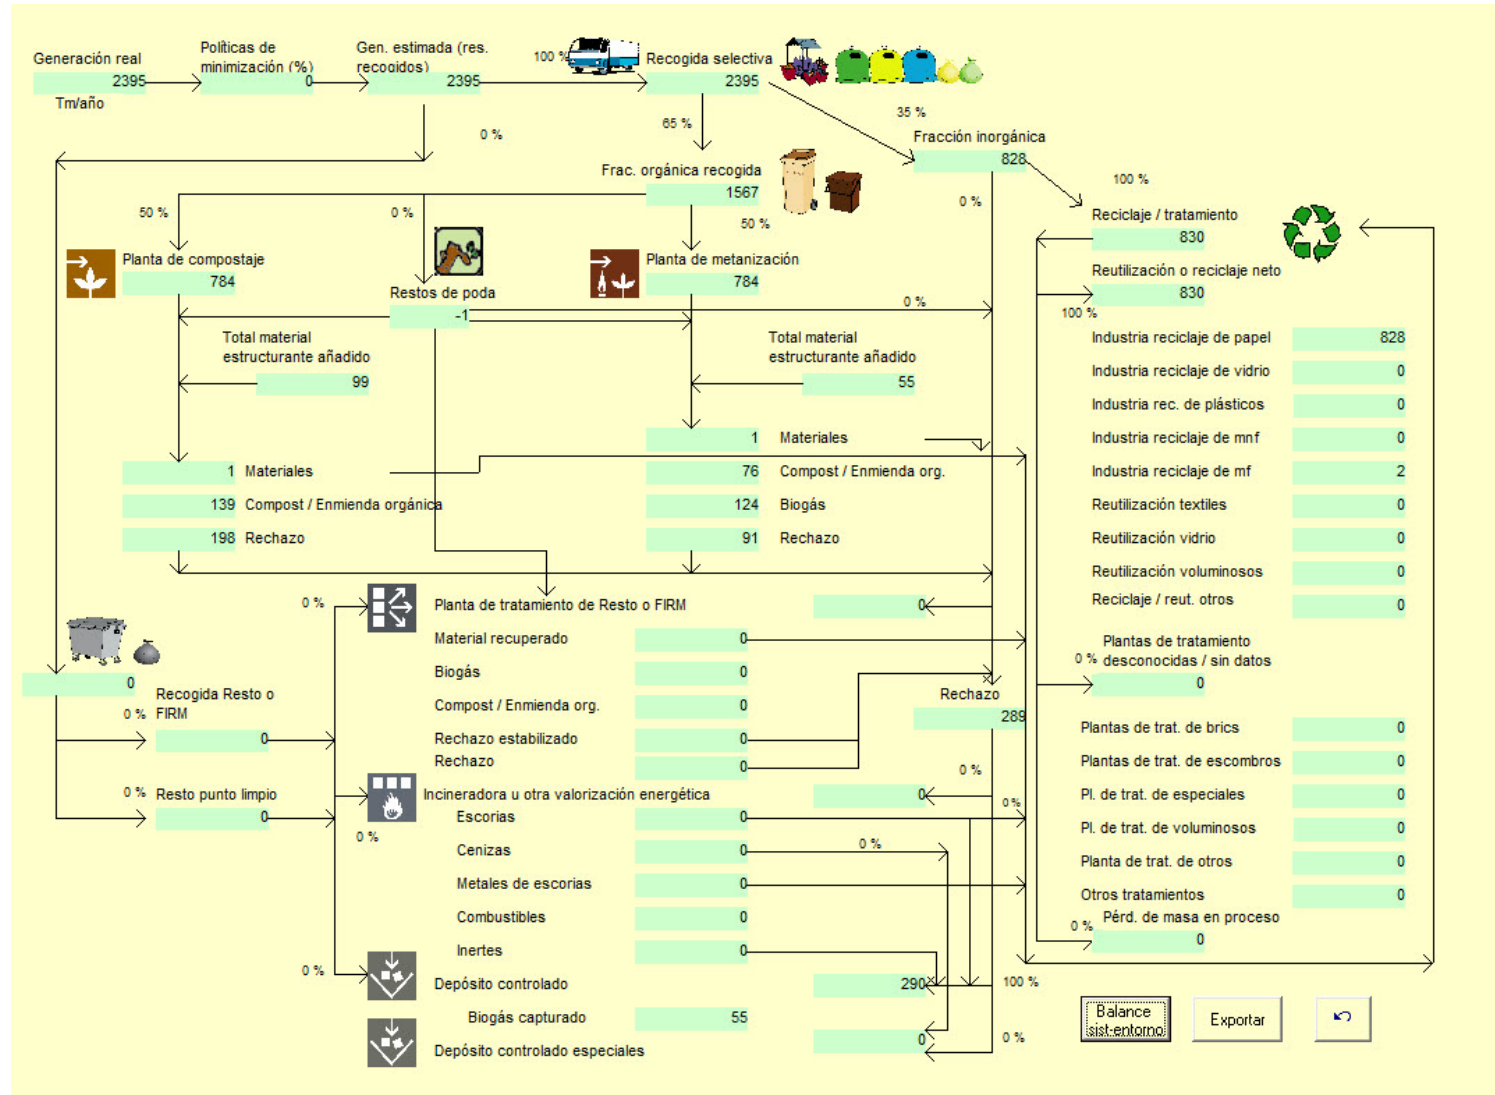 Generación real
2395
Tm/año
Políticas de
minimización (%)
0
Gen. estimada (res.
recogidos)
2395
100 %
Recogida selectiva
2395
35 %
65 %
0 %
Fracción inorgánica
828
100 %
0 %
Frac. orgánica recogida
1567
50 %
0 %
50 %
Planta de compostaje
784
Restos de poda
-1
Planta de metanización
784
0 %
Total material
estructurante añadido
99
Total material
estructurante añadido
55
1 Materiales
139 Compost / Enmienda orgánica
198 Rechazo
1 Materiales
76 Compost / Enmienda org.
124 Biogás
91 Rechazo
Reciclaje / tratamiento
830
Reutilización o reciclaje neto
830
100 %
Industria reciclaje de papel 828
Industria reciclaje de vidrio 0
Industria rec. de plásticos 0
Industria reciclaje de mnf 0
Industria reciclaje de mf 2
Reutilización textiles 0
Reutilización vidrio 0
Reutilización voluminosos 0
Reciclaje / reut. otros 0
Plantas de tratamiento
0 % desconocidas / sin datos
0
Plantas de trat. de brics 0
Plantas de trat. de escombros 0
Pl. de trat. de especiales 0
Pl. de trat. de voluminosos 0
Planta de trat. de otros 0
Otros tratamientos 0
Pérd. de masa en proceso
0 %
0
0 %
Planta de tratamiento de Resto o FIRM 0
Material recuperado 0
Biogás 0
Compost / Enmienda org. 0
Rechazo estabilizado 0
Rechazo 0
Rechazo
289
0
Recogida Resto o
0 % FIRM
0
0 % Resto punto limpio
0
0 %
Incineradora u otra valorización energética 0
0 %
0 %
Escorias 0
Cenizas 0
0 %
Metales de escorias 0
Combustibles 0
Inertes 0
0 %
Depósito controlado 290
100 %
Biogás capturado 55
Depósito controlado especiales 0
0 %
Balance
sist-entorno
Exportar